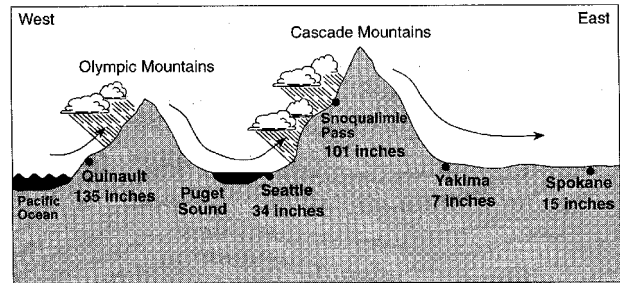 West
East
Cascade Mountains
Olympic Mountains
Snoqualmie
Pass
101 inches
Quinault
135 inches
Pacific
Ocean
Puget
Sound
Seattle
34 inches
Yakima
7 inches
Spokane
15 inches